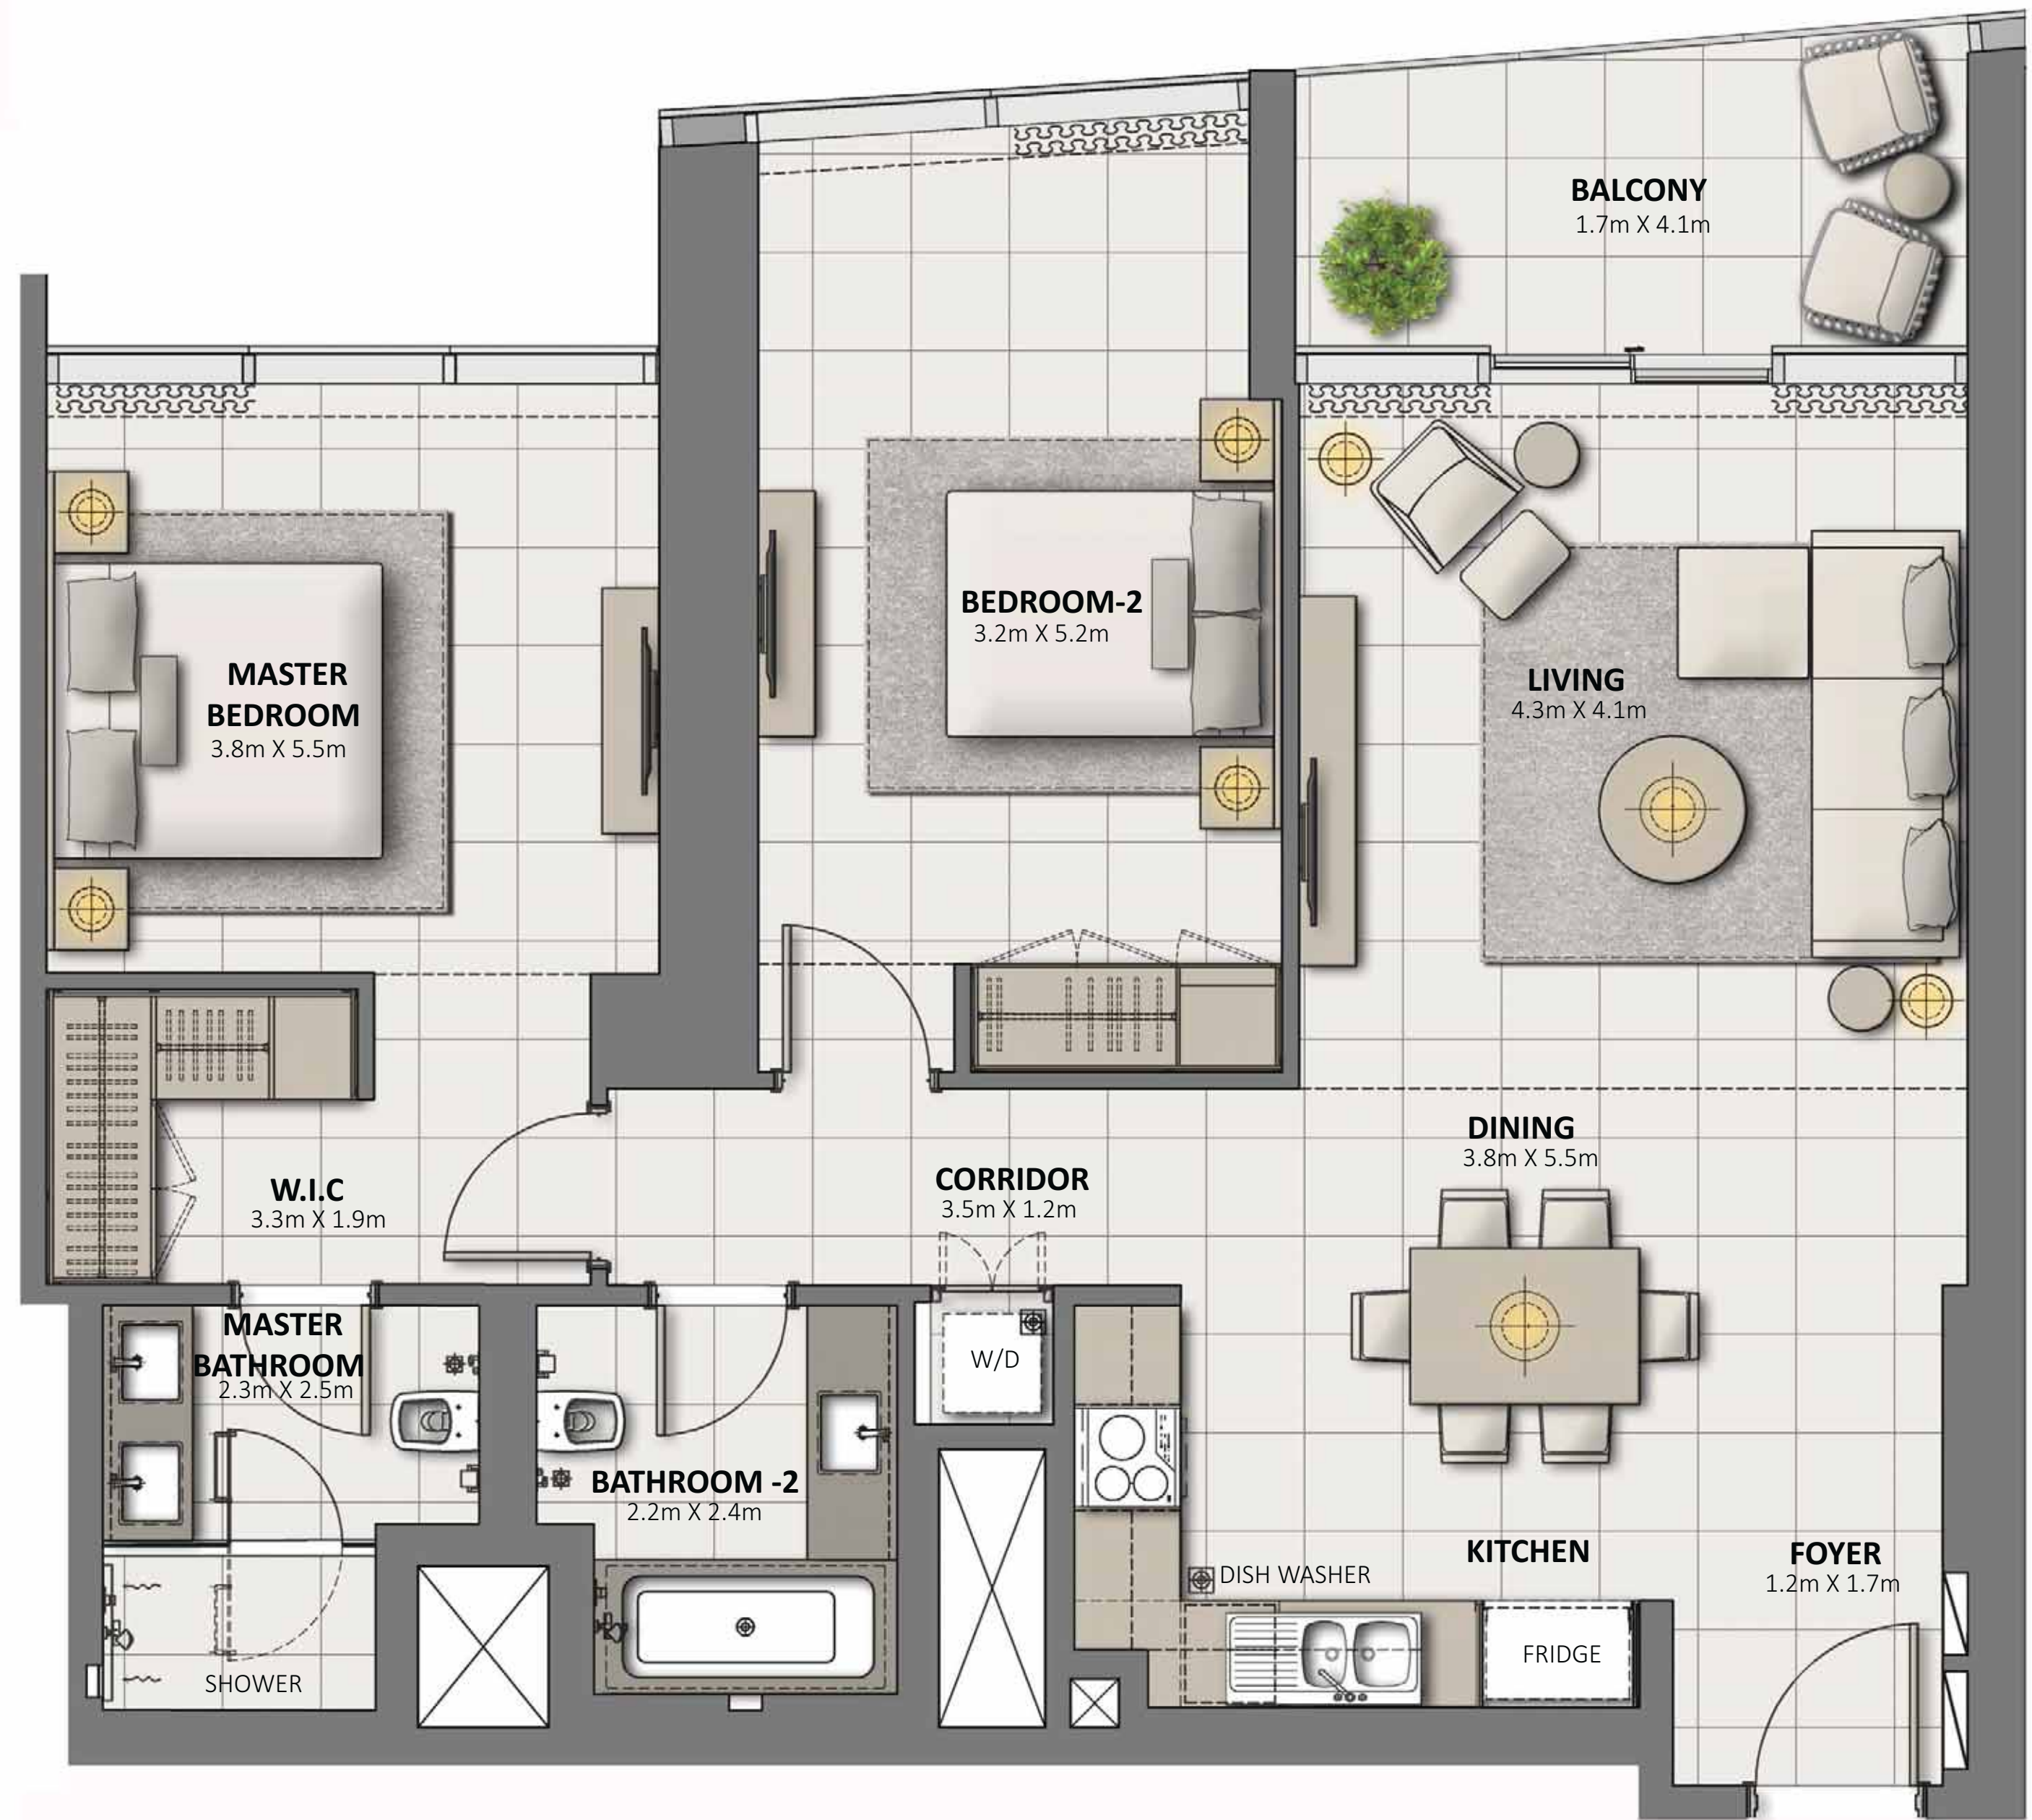 BALCONY
1.7m X 4.1m
BEDROOM-2
3.2m X 5.2m
MASTER
BEDROOM
3.8m X 5.5m
LIVING
4.3m X 4.1m
DINING
3.8m X 5.5m
CORRIDOR
3.5m X 1.2m
W.I.C
3.3m X 1.9m
MASTER
BATHROOM
2.3m X 2.5m
W/D
BATHROOM -2
2.2m X 2.4m
KITCHEN
FOYER
1.2m X 1.7m
DISH WASHER
FRIDGE
SHOWER